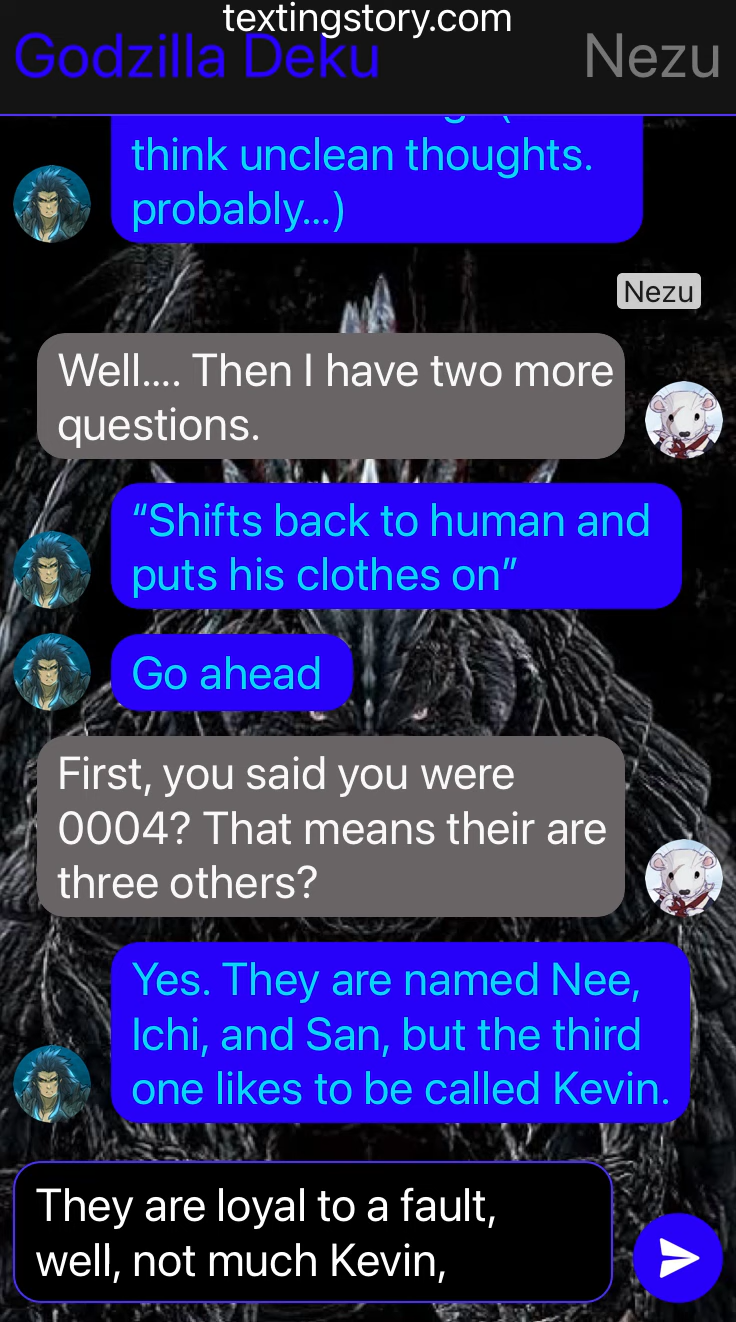 textingstory.com
Godzilla Deku
Nezu
think unclean thoughts.
probably...)
Nezu
Well.... Then I have two more
questions.
“Shifts back to human and
puts his clothes on”
Go ahead
First, you said you were
0004? That means their are
three others?
Yes. They are named Nee,
Ichi, and San, but the third
one likes to be called Kevin.
They are loyal to a fault,
well, not much Kevin,